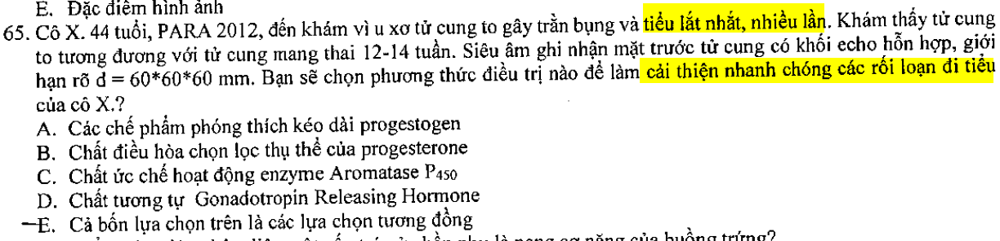 E. Đặc điểm hình ảnh
65. Cô X. 44 tuổi, PARA 2012, đến khám vì u xơ tử cung to gây trằn bụng và tiểu lắt nhắt, nhiều lần. Khám thấy tử cung
to tương đương với tử cung mang thai 12-14 tuần. Siêu âm ghi nhận mặt trước tử cung có khối echo hỗn hợp, giới
hạn rõ d = 60*60*60 mm. Bạn sẽ chọn phương thức điều trị nào để làm cải thiện nhanh chóng các rối loạn đi tiểu
của cô X.?
A. Các chế phẩm phóng thích kéo dài progestogen
B. Chất điều hòa chọn lọc thụ thể của progesterone
C. Chất ức chế hoạt động enzyme Aromatase P450
D. Chất tương tự Gonadotropin Releasing Hormone
E. Cả bốn lựa chọn trên là các lựa chọn tương đồng
của buồng trứng?